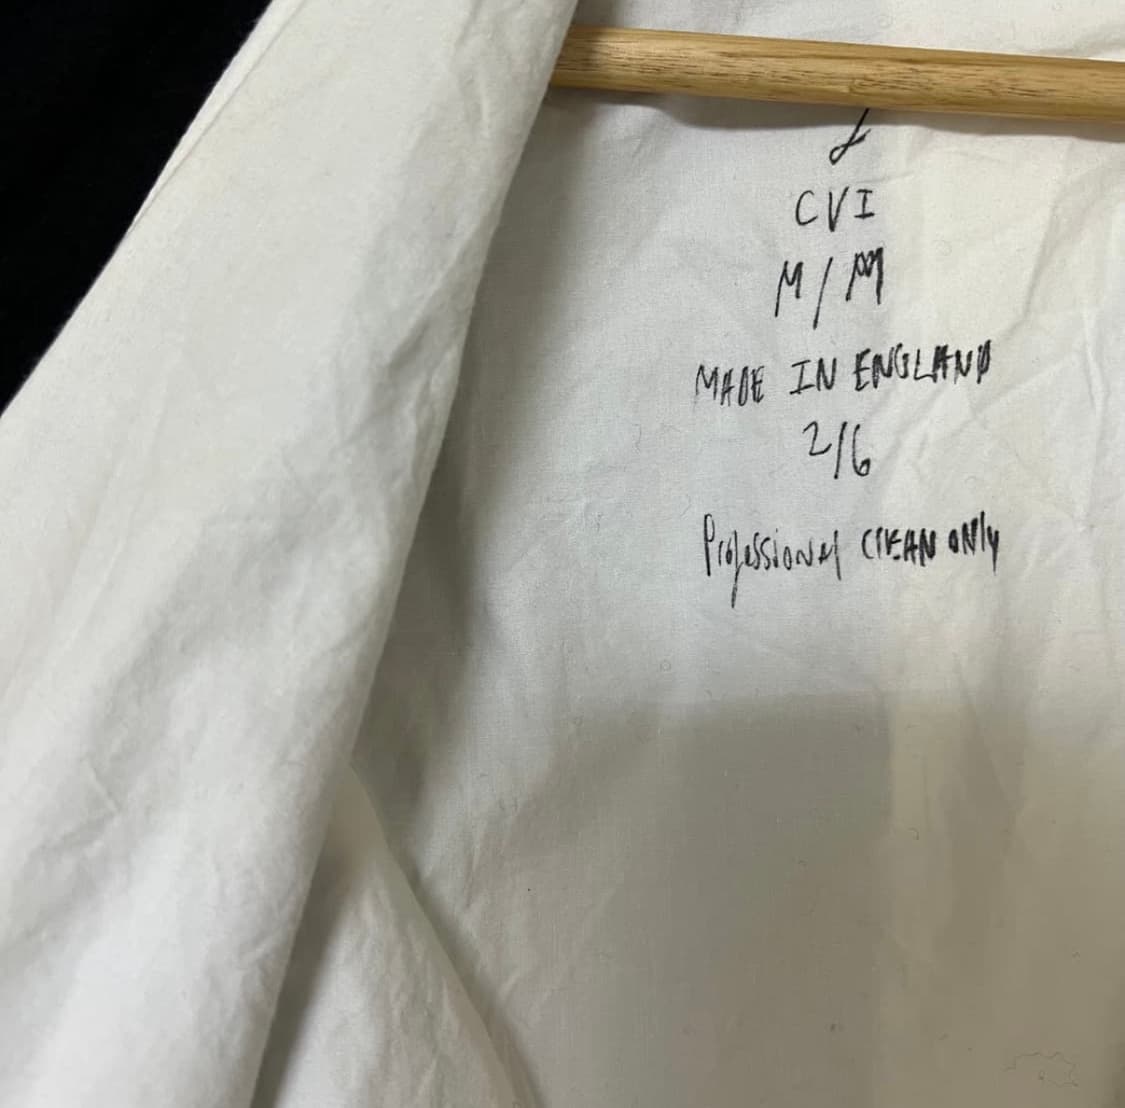 CVI
M/M
MADE IN ENGLAND
2/6
Professional CLEAN ONLY